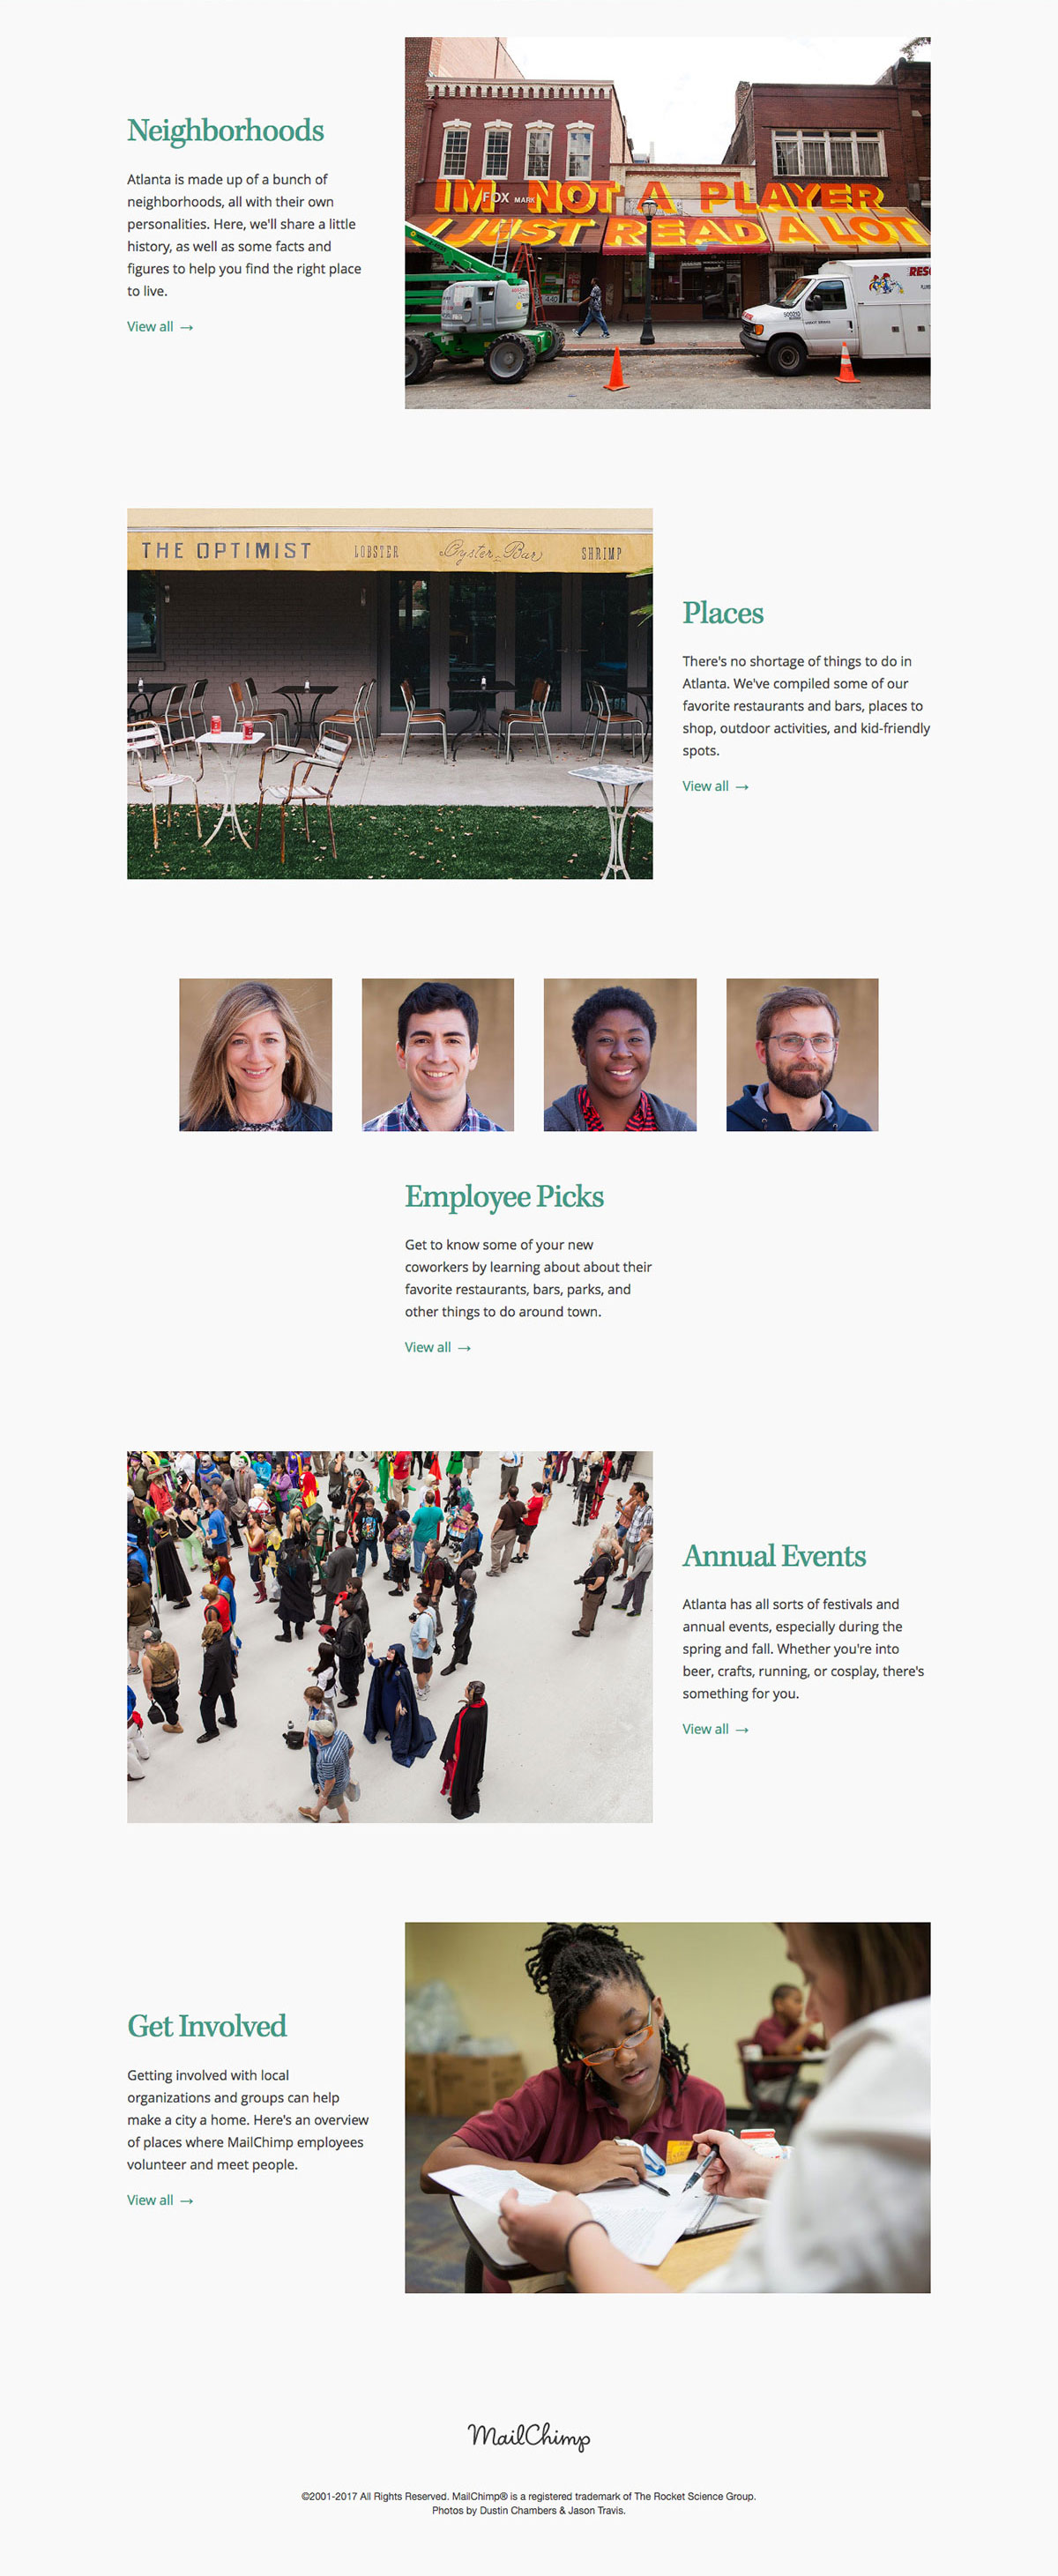 Neighborhoods
Atlanta is made up of a bunch of
neighborhoods, all with their own
personalities. Here, we'll share a little
history, as well as some facts and
figures to help you find the right place
to live.
View all →
IM NOT A PLAYER
FOX MARK
I JUST READ A LOT
440
RESC
THE OPTIMIST LOBSTER Oyster Bar SHRIMP
Places
There's no shortage of things to do in
Atlanta. We've compiled some of our
favorite restaurants and bars, places to
shop, outdoor activities, and kid-friendly
spots.
View all →
Employee Picks
Get to know some of your new
coworkers by learning about about their
favorite restaurants, bars, parks, and
other things to do around town.
View all →
Annual Events
Atlanta has all sorts of festivals and
annual events, especially during the
spring and fall. Whether you're into
beer, crafts, running, or cosplay, there's
something for you.
View all →
Get Involved
Getting involved with local
organizations and groups can help
make a city a home. Here's an overview
of places where MailChimp employees
volunteer and meet people.
View all →
MailChimp
©2001-2017 All Rights Reserved. MailChimp® is a registered trademark of The Rocket Science Group.
Photos by Dustin Chambers & Jason Travis.